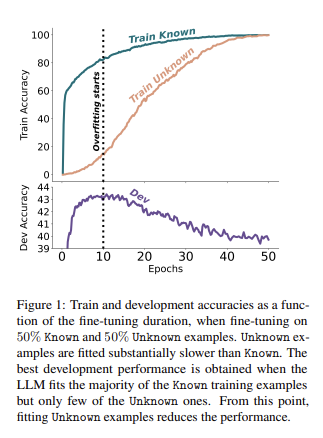 100
80
60
40
20
0
Train Accuracy
Train Known
Train Unknown
Overfitting starts
44
43
42
41
40
39
Dev Accuracy
Dev
0 10 20 30 40 50
Epochs
Figure 1: Train and development accuracies as a func-
tion of the fine-tuning duration, when fine-tuning on
50% Known and 50% Unknown examples. Unknown ex-
amples are fitted substantially slower than Known. The
best development performance is obtained when the
LLM fits the majority of the Known training examples
but only few of the Unknown ones. From this point,
fitting Unknown examples reduces the performance.